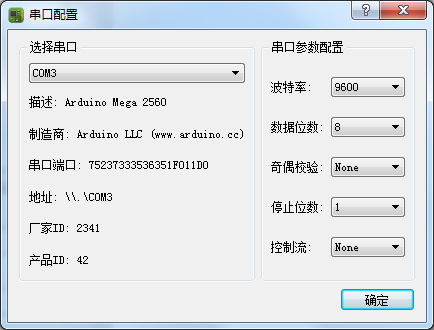 串口配置
选择串口
COM3
描述: Arduino Mega 2560
制造商: Arduino LLC (www.arduino.cc)
串口端口: 75237333536351F011D0
地址: \\.\COM3
厂家ID: 2341
产品ID: 42
串口参数配置
波特率: 9600
数据位数: 8
奇偶校验: None
停止位数: 1
控制流: None
确定